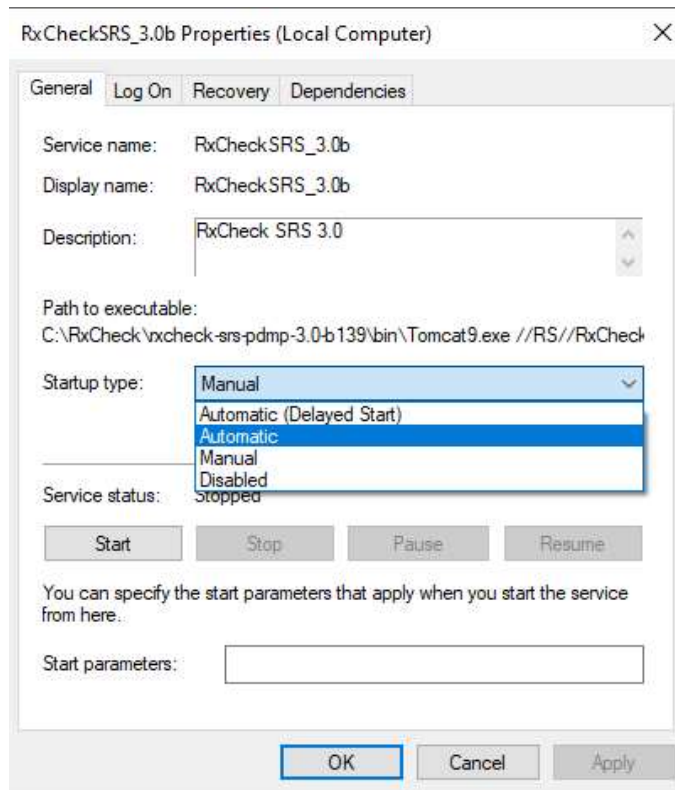 RxCheckSRS_3.0b Properties (Local Computer)
General Log On Recovery Dependencies
Service name: RxCheckSRS_3.0b
Display name: RxCheckSRS_3.0b
Description: RxCheck SRS 3.0
Path to executable:
C:\RxCheck\rxcheck-srs-pdmp-3.0-b139\bin\Tomcat9.exe //RS//RxCheck
Startup type: Manual
Automatic (Delayed Start)
Automatic
Manual
Disabled
Service status: Stopped
Start Stop Pause Resume
You can specify the start parameters that apply when you start the service
from here.
Start parameters:
OK Cancel Apply